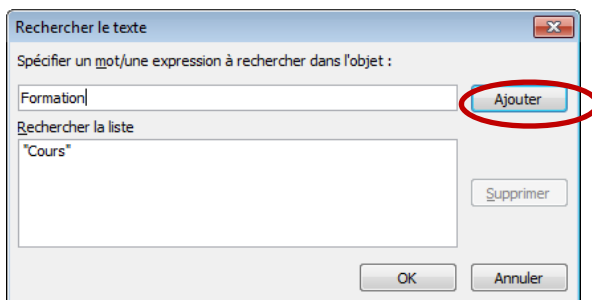 Rechercher le texte
Spécifier un mot/une expression à rechercher dans l'objet :
Formation
Ajouter
Rechercher la liste
"Cours"
Supprimer
OK
Annuler